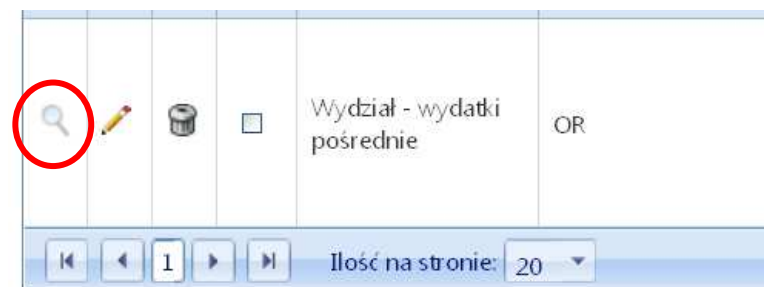 Wydział - wydatki
pośrednie
OR
1
Ilość na stronie: 20